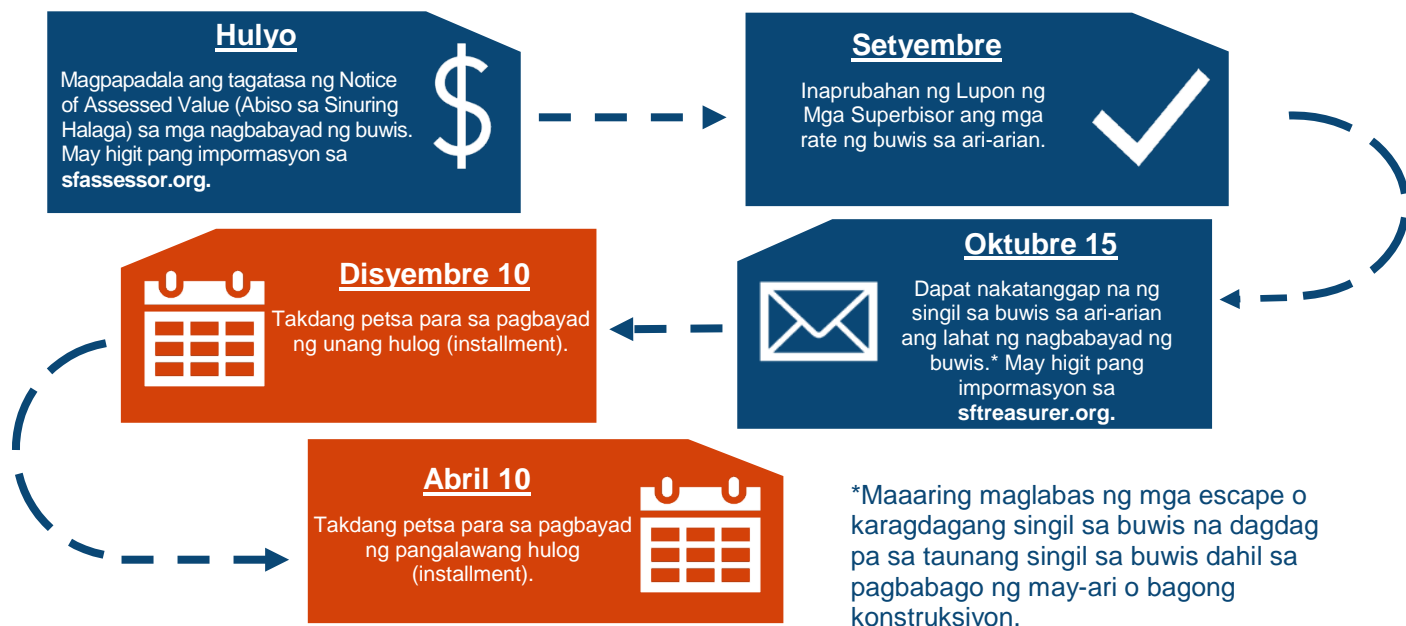 Hulyo
Magpapadala ang tagatasa ng Notice
of Assessed Value (Abiso sa Sinuring
Halaga) sa mga nagbabayad ng buwis.
May higit pang impormasyon sa
sfassessor.org.
Setyembre
Inaprubahan ng Lupon ng
Mga Superbisor ang mga
rate ng buwis sa ari-arian.
Oktubre 15
Dapat nakatanggap na ng
singil sa buwis sa ari-arian
ang lahat ng nagbabayad ng
buwis.* May higit pang
impormasyon sa
sftreasurer.org.
Disyembre 10
Takdang petsa para sa pagbayad
ng unang hulog (installment).
Abril 10
Takdang petsa para sa pagbayad
ng pangalawang hulog
(installment).
*Maaaring maglabas ng mga escape o
karagdagang singil sa buwis na dagdag
pa sa taunang singil sa buwis dahil sa
pagbabago ng may-ari o bagong
konstruksiyon.